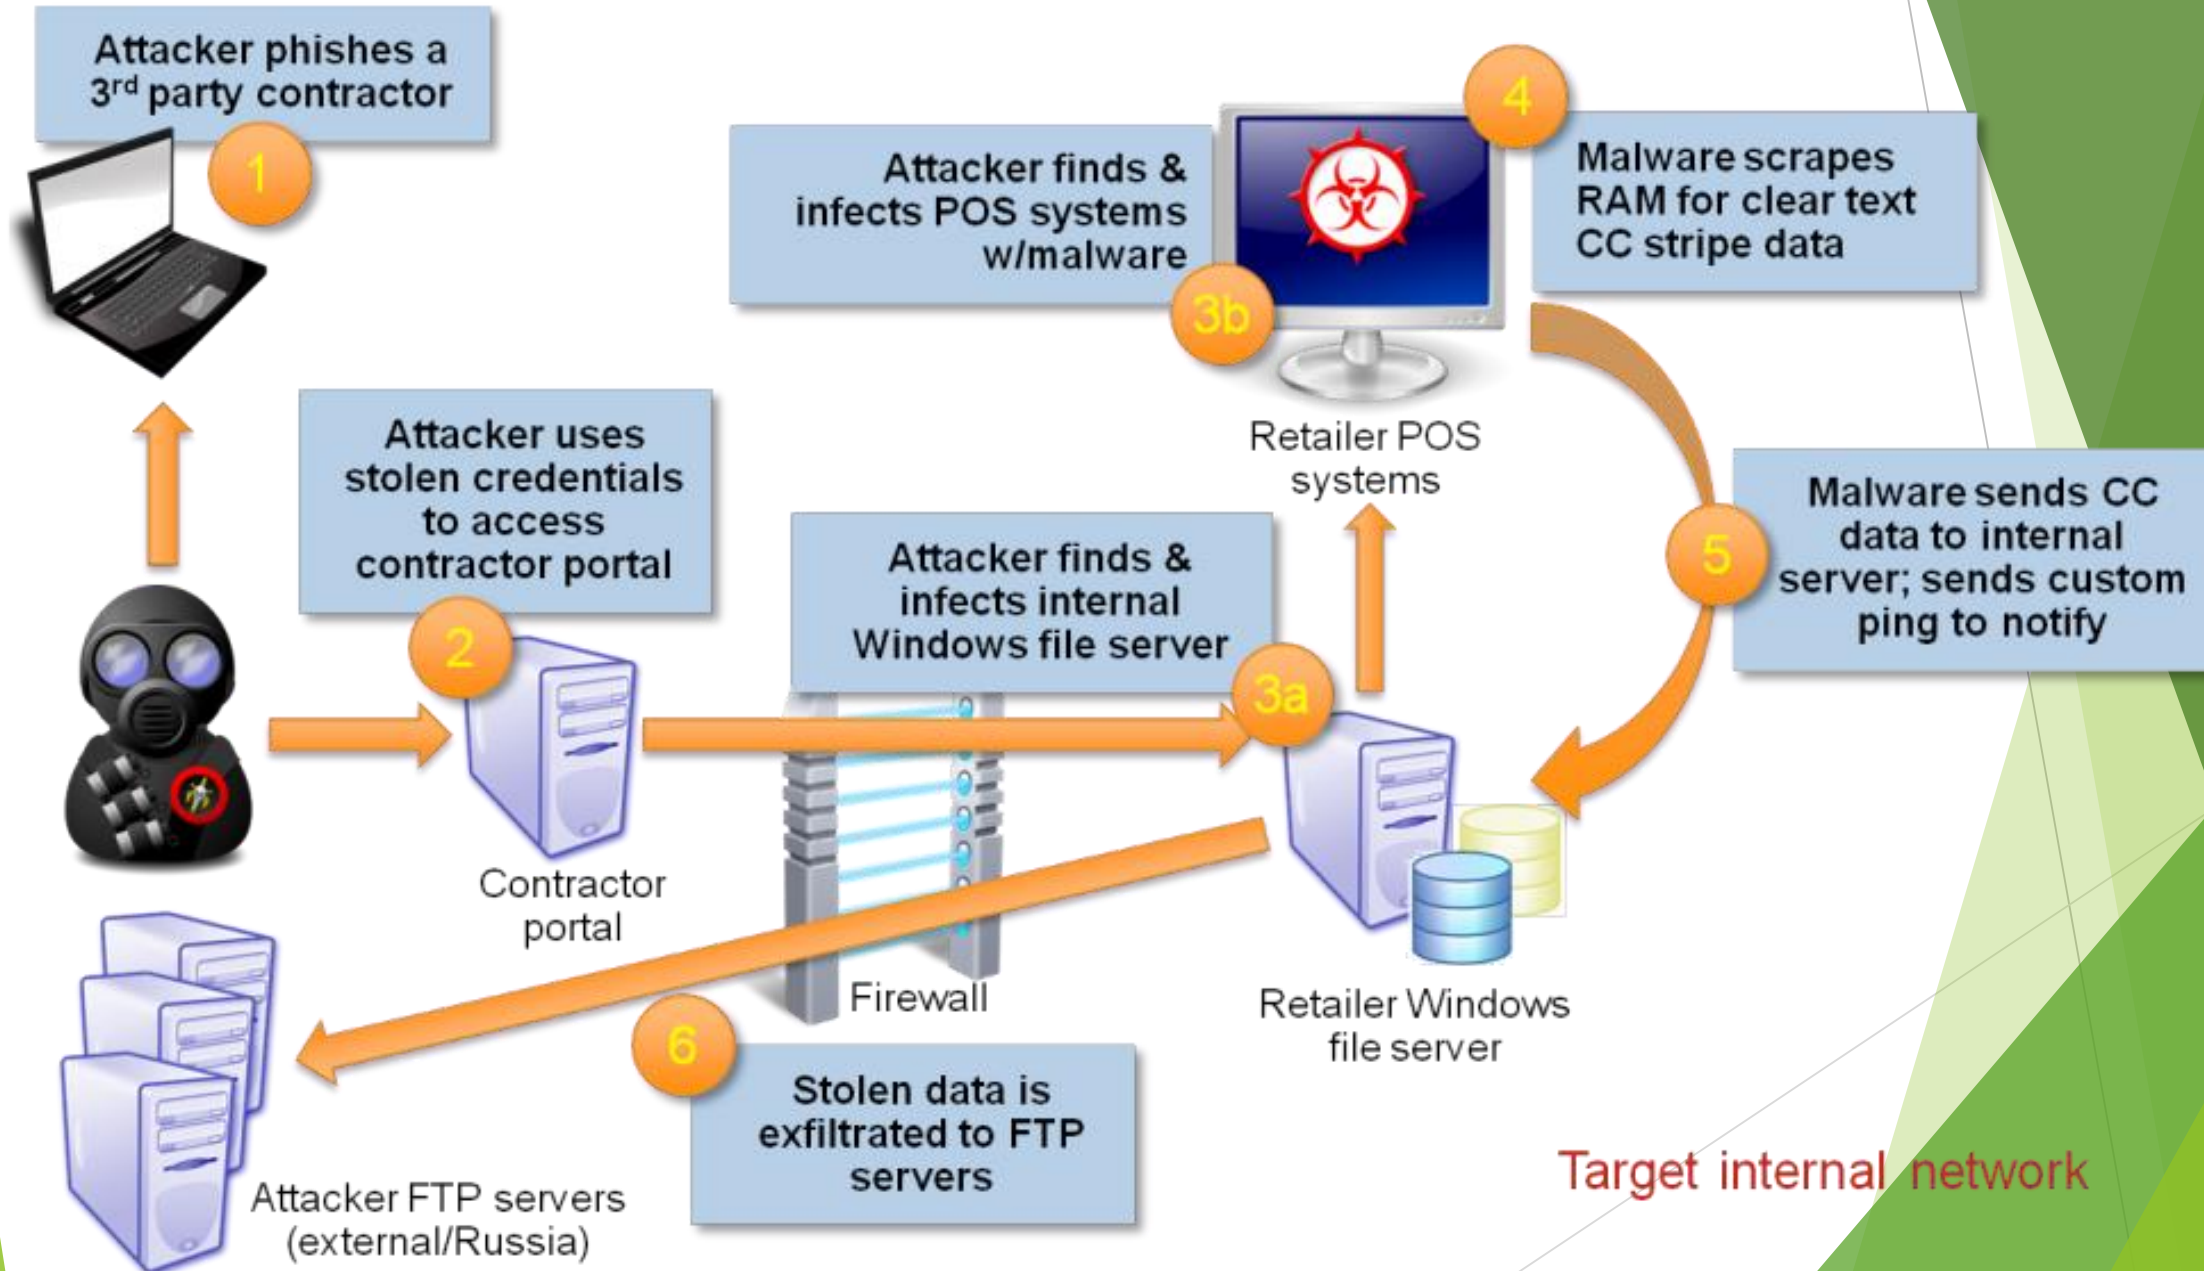 Attacker phishes a
3rd party contractor
1
4
Attacker finds &
infects POS systems
w/malware
3b
Malware scrapes
RAM for clear text
CC stripe data
Retailer POS
systems
Attacker uses
stolen credentials
to access
contractor portal
2
Attacker finds &
infects internal
Windows file server
3a
5
Malware sends CC
data to internal
server; sends custom
ping to notify
Contractor
portal
Firewall
Retailer Windows
file server
6
Stolen data is
exfiltrated to FTP
servers
Attacker FTP servers
(external/Russia)
Target internal network